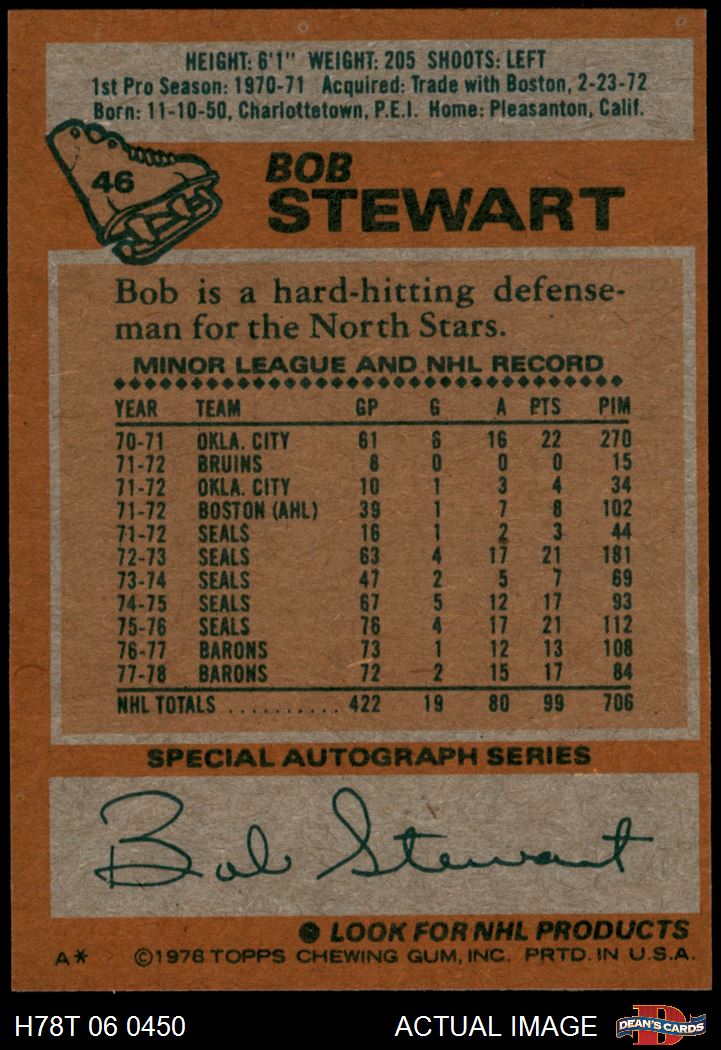 HEIGHT: 6'1" WEIGHT: 205 SHOOTS: LEFT
1st Pro Season: 1970-71 Acquired: Trade with Boston, 2-23-72
Born: 11-10-50, Charlottetown, P.E.I. Home: Pleasanton, Calif.
46
BOB
STEWART
Bob is a hard-hitting defense-
man for the North Stars.
MINOR LEAGUE AND NHL RECORD
YEAR TEAM GP G A PTS PIM
70-71 OKLA. CITY 61 6 16 22 270
71-72 BRUINS 8 0 0 0 15
71-72 OKLA. CITY 10 1 3 4 34
71-72 BOSTON (AHL) 39 1 7 8 102
71-72 SEALS 16 1 2 3 44
72-73 SEALS 63 4 17 21 181
73-74 SEALS 47 2 5 7 69
74-75 SEALS 67 5 12 17 93
75-76 SEALS 76 4 17 21 112
76-77 BARONS 73 1 12 13 108
77-78 BARONS 72 2 15 17 84
NHL TOTALS .......... 422 19 80 99 706
SPECIAL AUTOGRAPH SERIES
Bob Stewart
● LOOK FOR NHL PRODUCTS
A* ©1978 TOPPS CHEWING GUM, INC. PRTD. IN U.S.A.
H78T 06 0450 ACTUAL IMAGE D DEAN'S CARDS